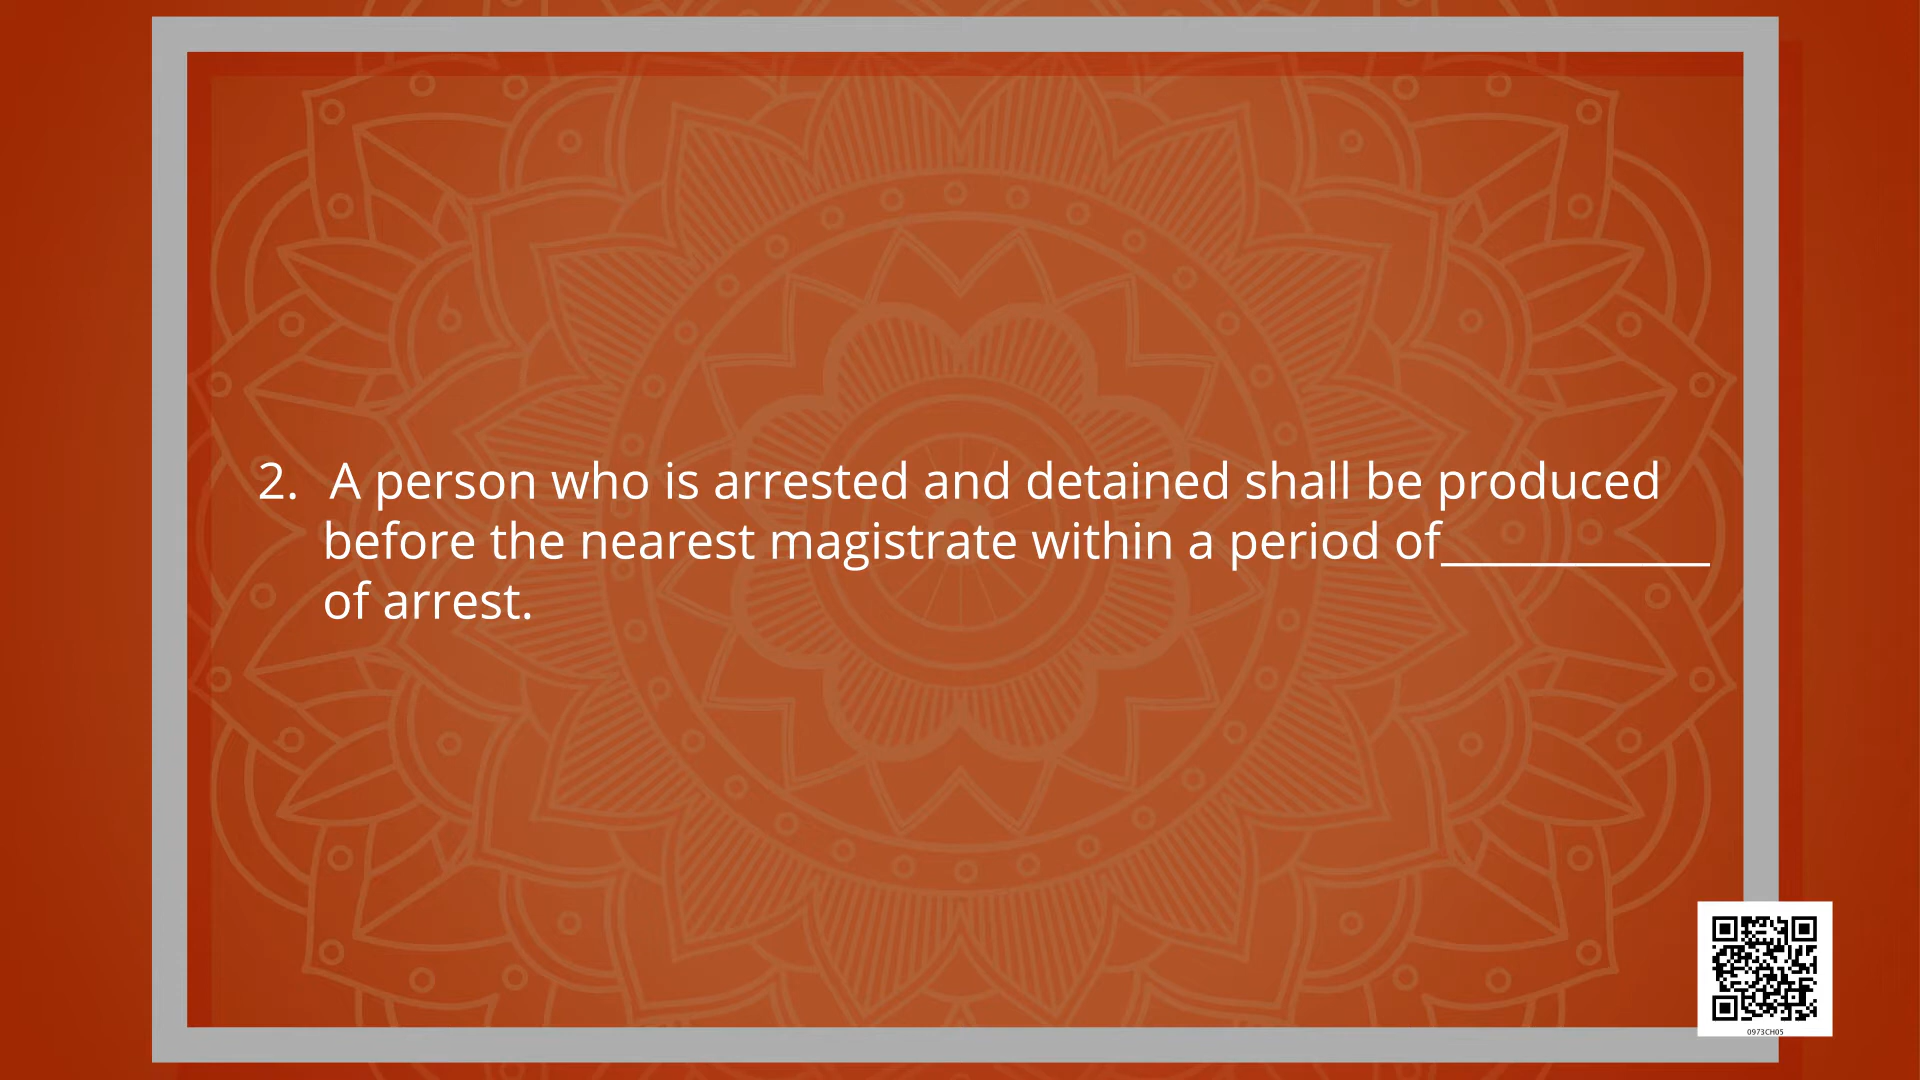 2. A person who is arrested and detained shall be produced
before the nearest magistrate within a period of___________
of arrest.
0973CH05